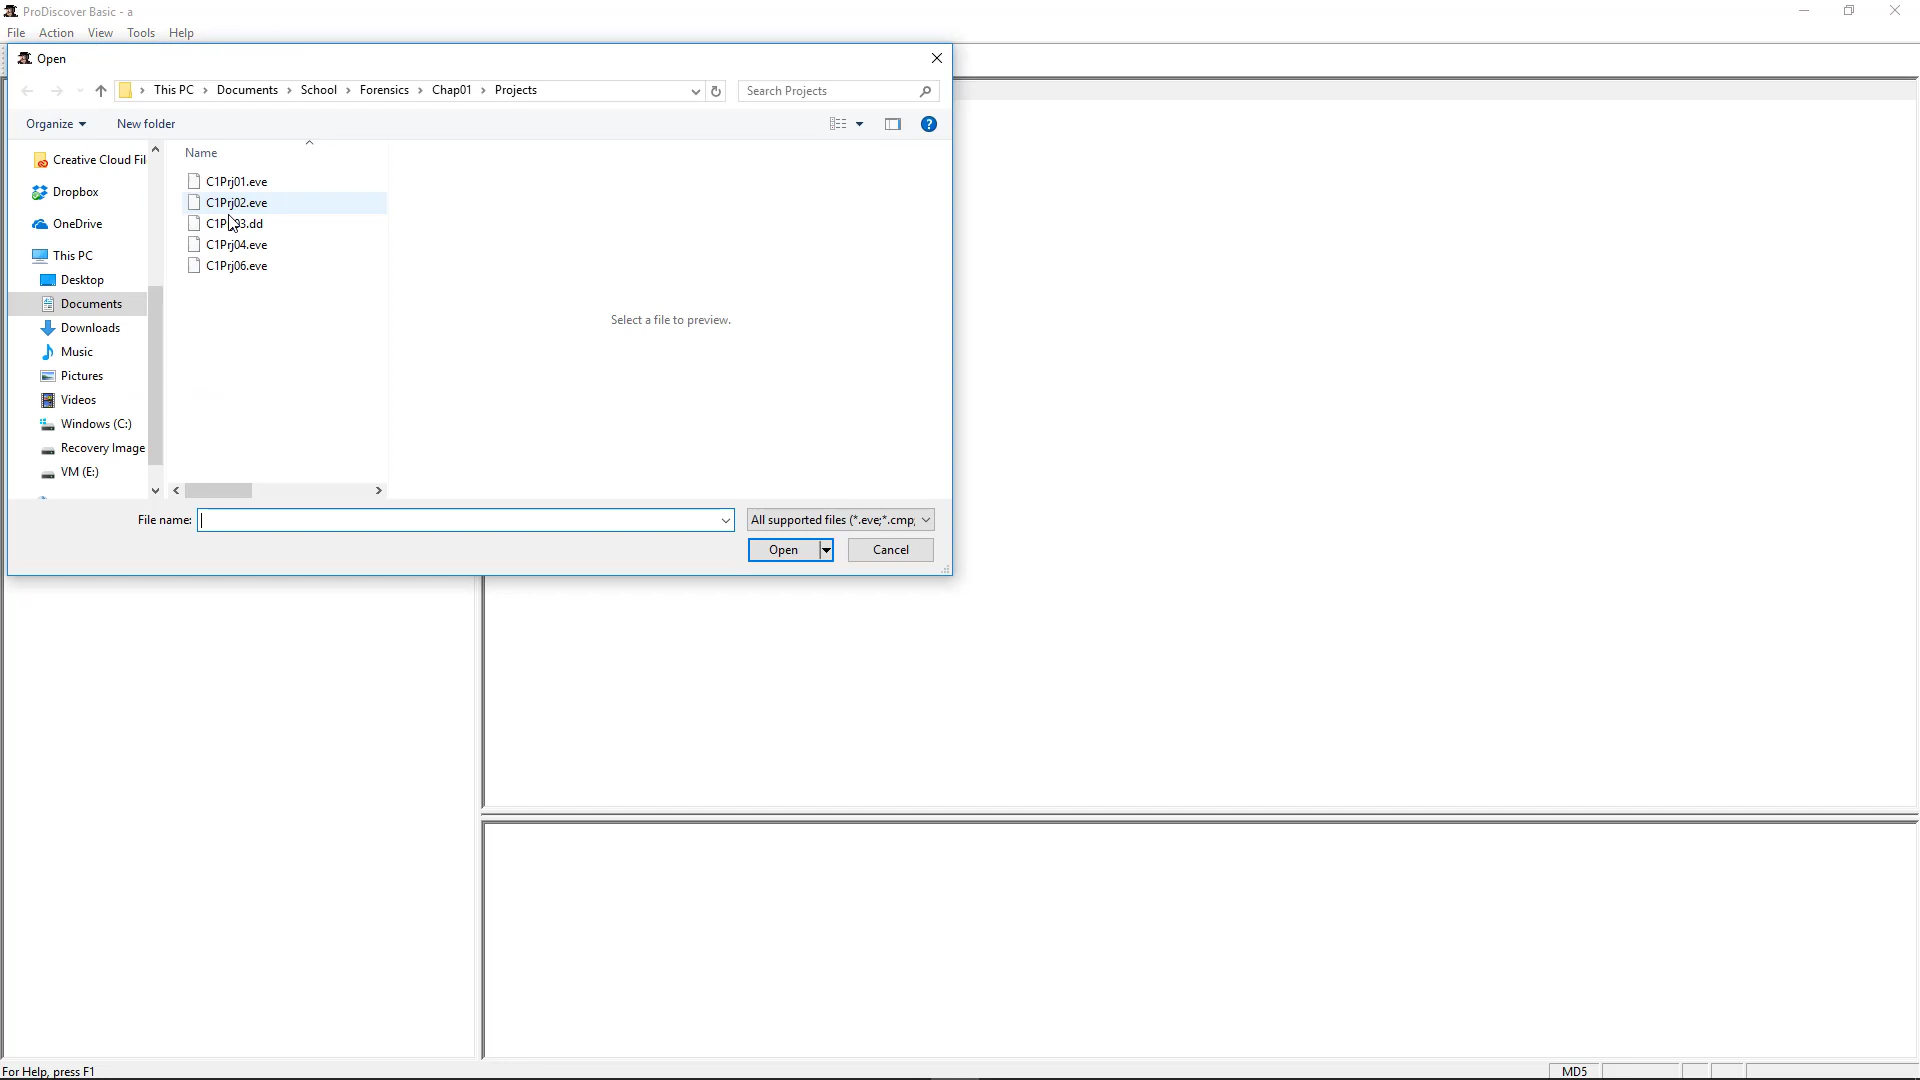 ProDiscover Basic - a
File Action View Tools Help
Open
This PC › Documents › School › Forensics › Chap01 › Projects
Search Projects
Organize
New folder
Name
Creative Cloud Fil
Dropbox
OneDrive
This PC
Desktop
Documents
Downloads
Music
Pictures
Videos
Windows (C:)
Recovery Image
VM (E:)
C1Prj01.eve
C1Prj02.eve
C1Prj03.dd
C1Prj04.eve
C1Prj06.eve
Select a file to preview.
File name:
All supported files (*.eve;*.cmp;
Open
Cancel
For Help, press F1
MD5